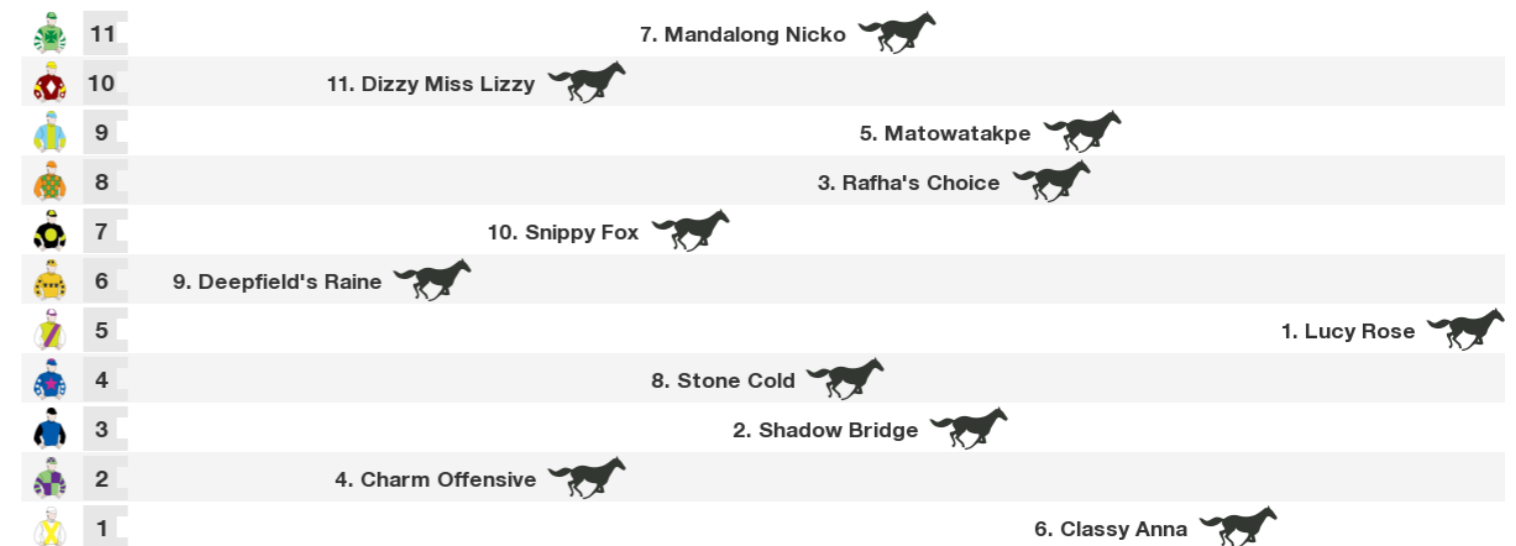 11 7. Mandalong Nicko
10 11. Dizzy Miss Lizzy
9 5. Matowatakpe
8 3. Rafha's Choice
7 10. Snippy Fox
6 9. Deepfield's Raine
5 1. Lucy Rose
4 8. Stone Cold
3 2. Shadow Bridge
2 4. Charm Offensive
1 6. Classy Anna